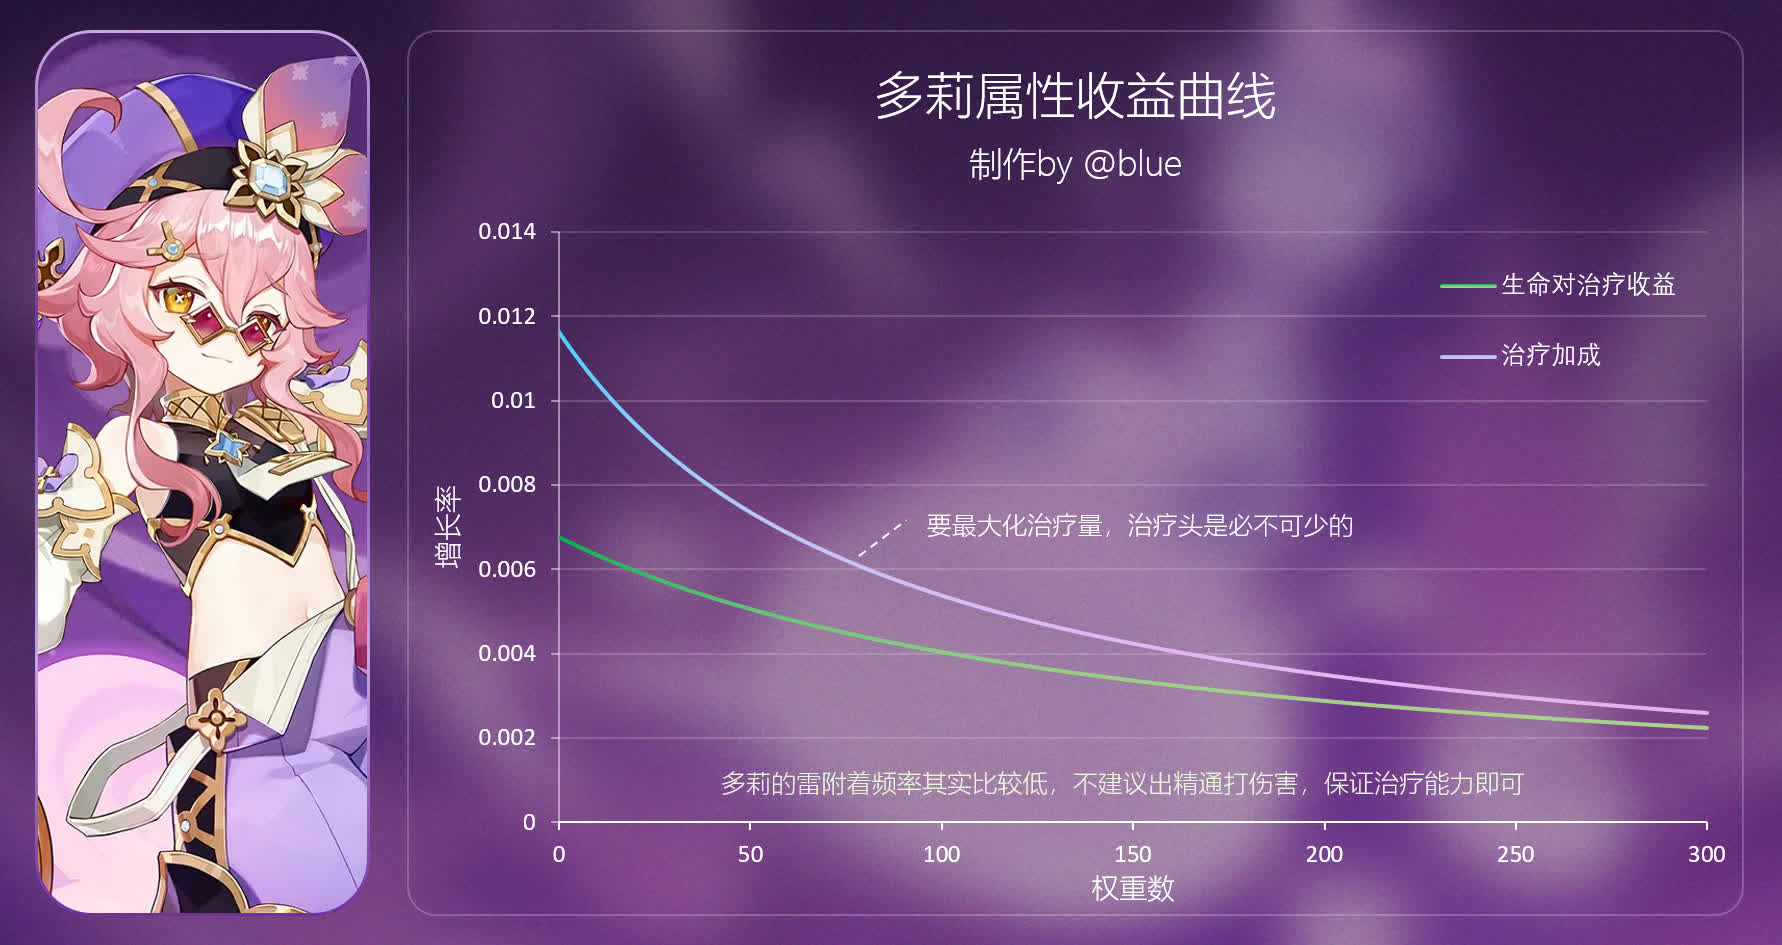 多莉属性收益曲线
制作by @blue
0.014
0.012
0.01
0.008
0.006
0.004
0.002
0
增长率
生命对治疗收益
治疗加成
要最大化治疗量，治疗头是必不可少的
多莉的雷附着频率其实比较低，不建议出精通打伤害，保证治疗能力即可
0 50 100 150 200 250 300
权重数